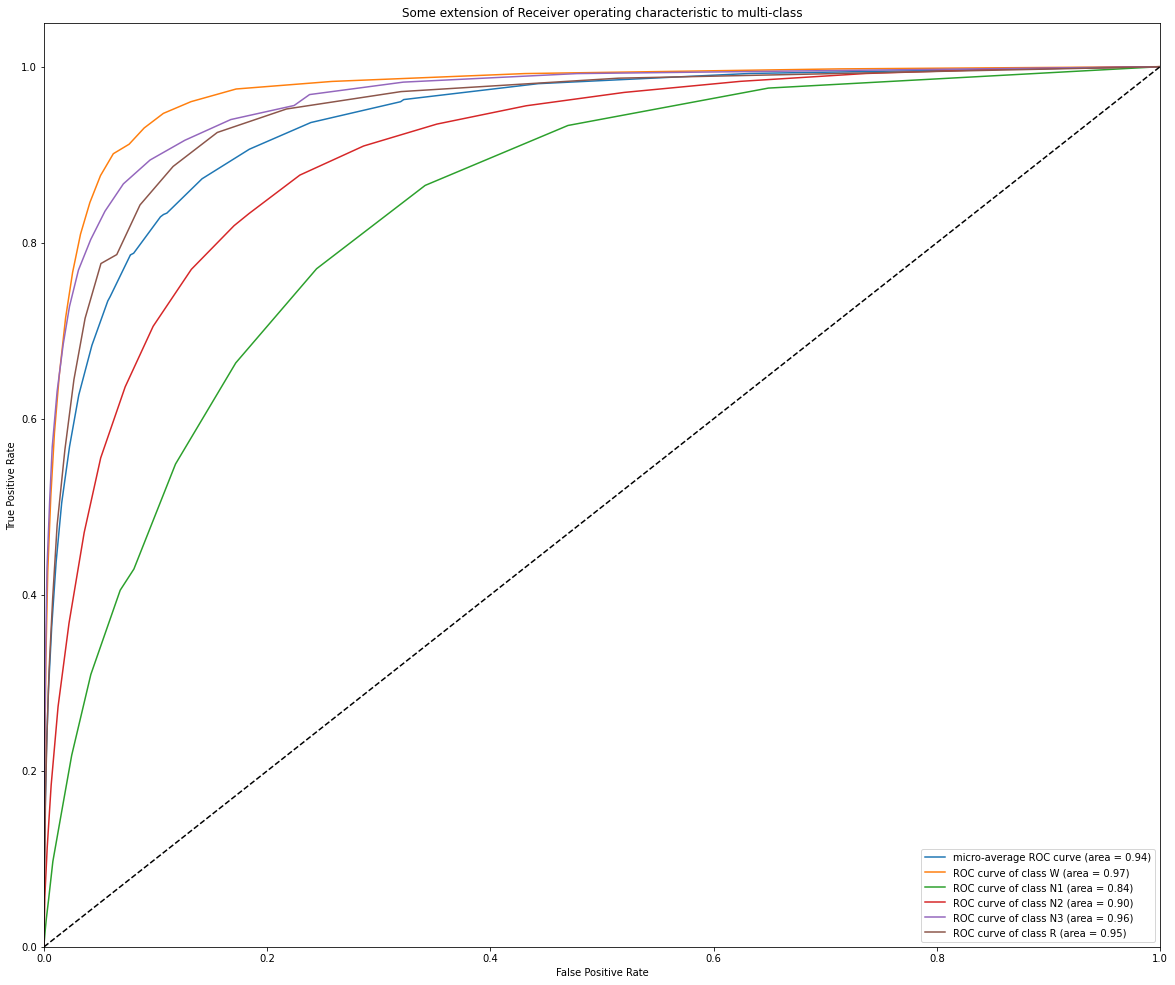 Some extension of Receiver operating characteristic to multi-class
1.0
0.8
0.6
0.4
0.2
0.0
True Positive Rate
micro-average ROC curve (area = 0.94)
ROC curve of class W (area = 0.97)
ROC curve of class N1 (area = 0.84)
ROC curve of class N2 (area = 0.90)
ROC curve of class N3 (area = 0.96)
ROC curve of class R (area = 0.95)
0.0 0.2 0.4 0.6 0.8 1.0
False Positive Rate